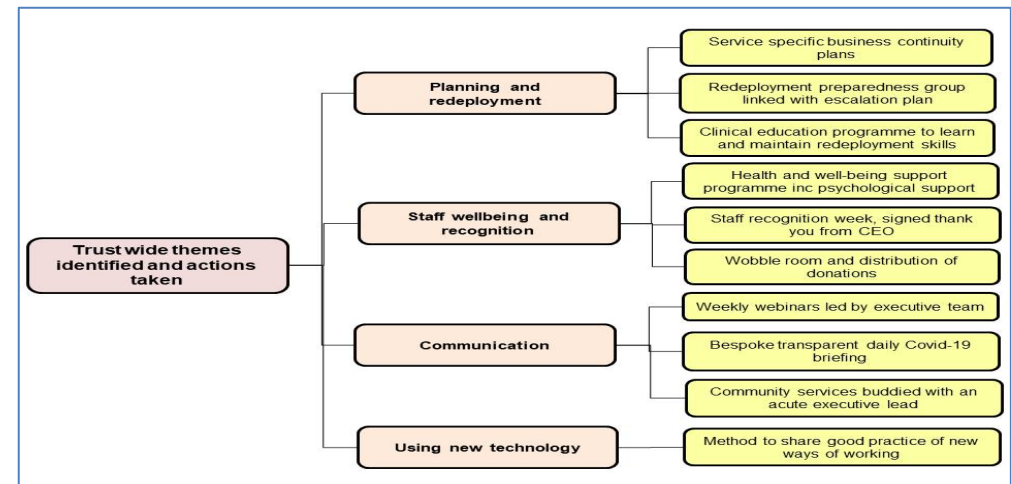 Trust wide themes
identified and actions
taken
Planning and
redeployment
Service specific business continuity
plans
Redeployment preparedness group
linked with escalation plan
Clinical education programme to learn
and maintain redeployment skills
Staff wellbeing and
recognition
Health and well-being support
programme inc psychological support
Staff recognition week, signed thank
you from CEO
Wobble room and distribution of
donations
Communication
Weekly webinars led by executive team
Bespoke transparent daily Covid-19
briefing
Community services buddied with an
acute executive lead
Using new technology
Method to share good practice of new
ways of working